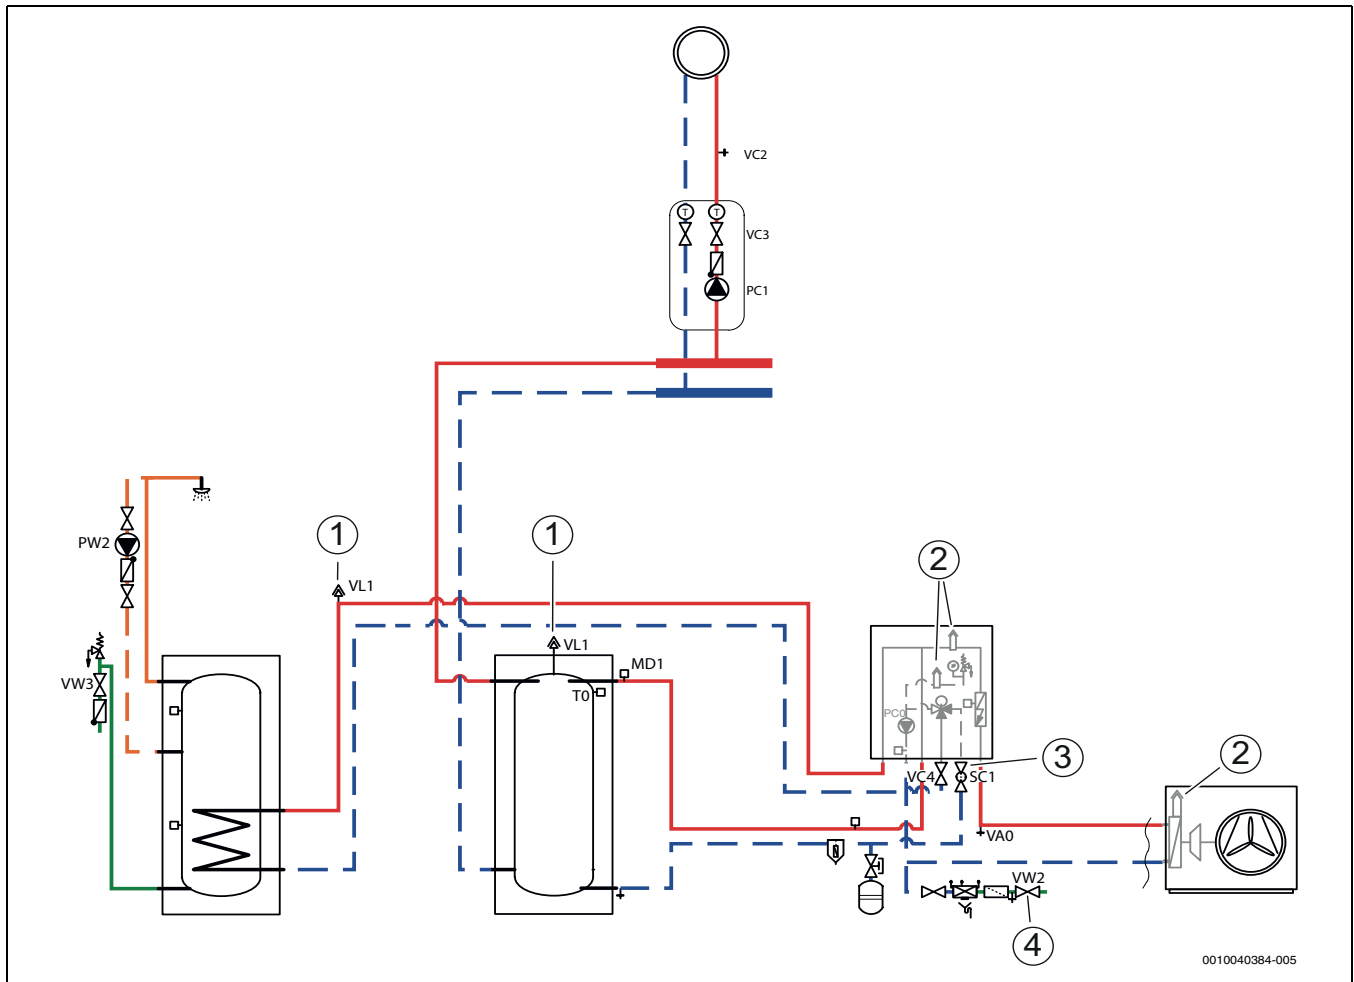 VC2
T T
VC3
PC1
PW2
1
VL1
1
VL1
2
MD1
VW3
T0
PC0
3
2
VC4
SC1
VA0
VW2
4
0010040384-005